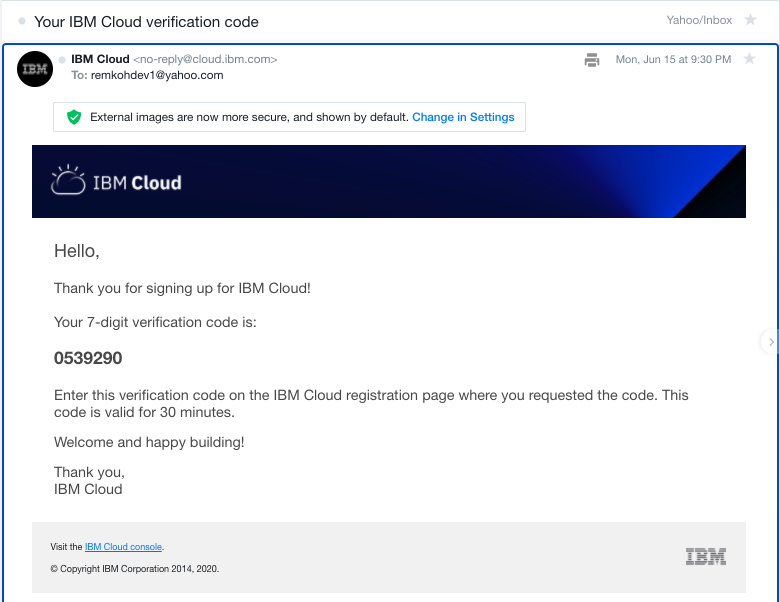 Your IBM Cloud verification code
Yahoo/Inbox
IBM
IBM Cloud <no-reply@cloud.ibm.com>
Mon, Jun 15 at 9:30 PM
To: remkohdev1@yahoo.com
External images are now more secure, and shown by default. Change in Settings
IBM Cloud
Hello,
Thank you for signing up for IBM Cloud!
Your 7-digit verification code is:
0539290
Enter this verification code on the IBM Cloud registration page where you requested the code. This
code is valid for 30 minutes.
Welcome and happy building!
Thank you,
IBM Cloud
Visit the IBM Cloud console.
IBM
© Copyright IBM Corporation 2014, 2020.